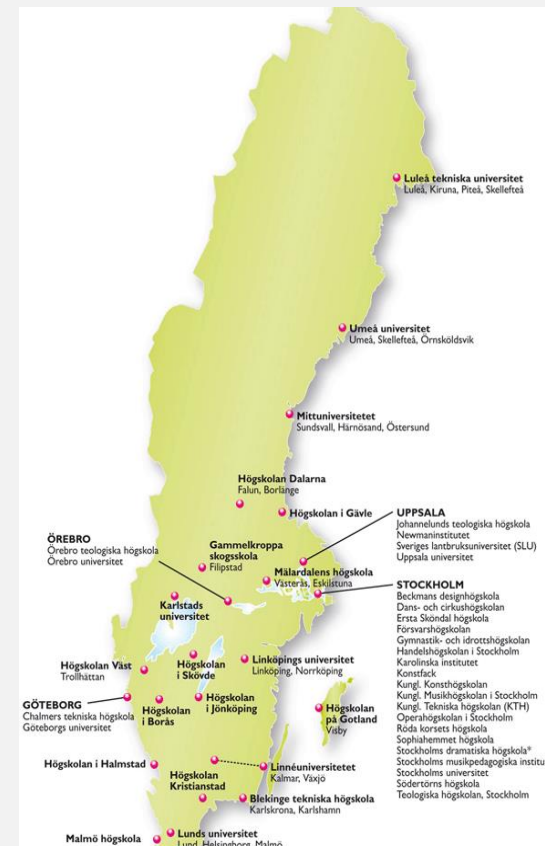 Luleå tekniska universitet
Luleå, Kiruna, Piteå, Skellefteå
Umeå universitet
Umeå, Skellefteå, Örnsköldsvik
Mittuniversitetet
Sundsvall, Härnösand, Östersund
Högskolan Dalarna
Falun, Borlänge
Högskolan i Gävle
UPPSALA
Johannelunds teologiska högskola
Newmaninstitutet
Sveriges lantbruksuniversitet (SLU)
Uppsala universitet
ÖREBRO
Örebro teologiska högskola
Örebro universitet
Gammelkroppa
skogsskola
Filipstad
Mälardalens högskola
Västerås, Eskilstuna
STOCKHOLM
Beckmans designhögskola
Dans- och cirkushögskolan
Ersta Sköndal högskola
Försvarshögskolan
Gymnastik- och idrottshögskolan
Handelshögskolan i Stockholm
Karolinska institutet
Konstfack
Kungl. Konsthögskolan
Kungl. Musikhögskolan i Stockholm
Kungl. Tekniska högskolan (KTH)
Operahögskolan i Stockholm
Röda korsets högskola
Sophiahemmet högskola
Stockholms dramatiska högskola*
Stockholms musikpedagogiska institu
Stockholms universitet
Södertörns högskola
Teologiska högskolan, Stockholm
Karlstads
universitet
Högskolan Väst
Trollhättan
Högskolan
i Skövde
Linköpings universitet
Linköping, Norrköping
GÖTEBORG
Chalmers tekniska högskola
Göteborgs universitet
Högskolan
i Borås
Högskolan
i Jönköping
Högskolan
på Gotland
Visby
Högskolan i Halmstad
Linnéuniversitetet
Kalmar, Växjö
Högskolan
Kristianstad
Blekinge tekniska högskola
Karlskrona, Karlshamn
Malmö högskola
Lunds universitet
Lund, Helsingborg, Malmö